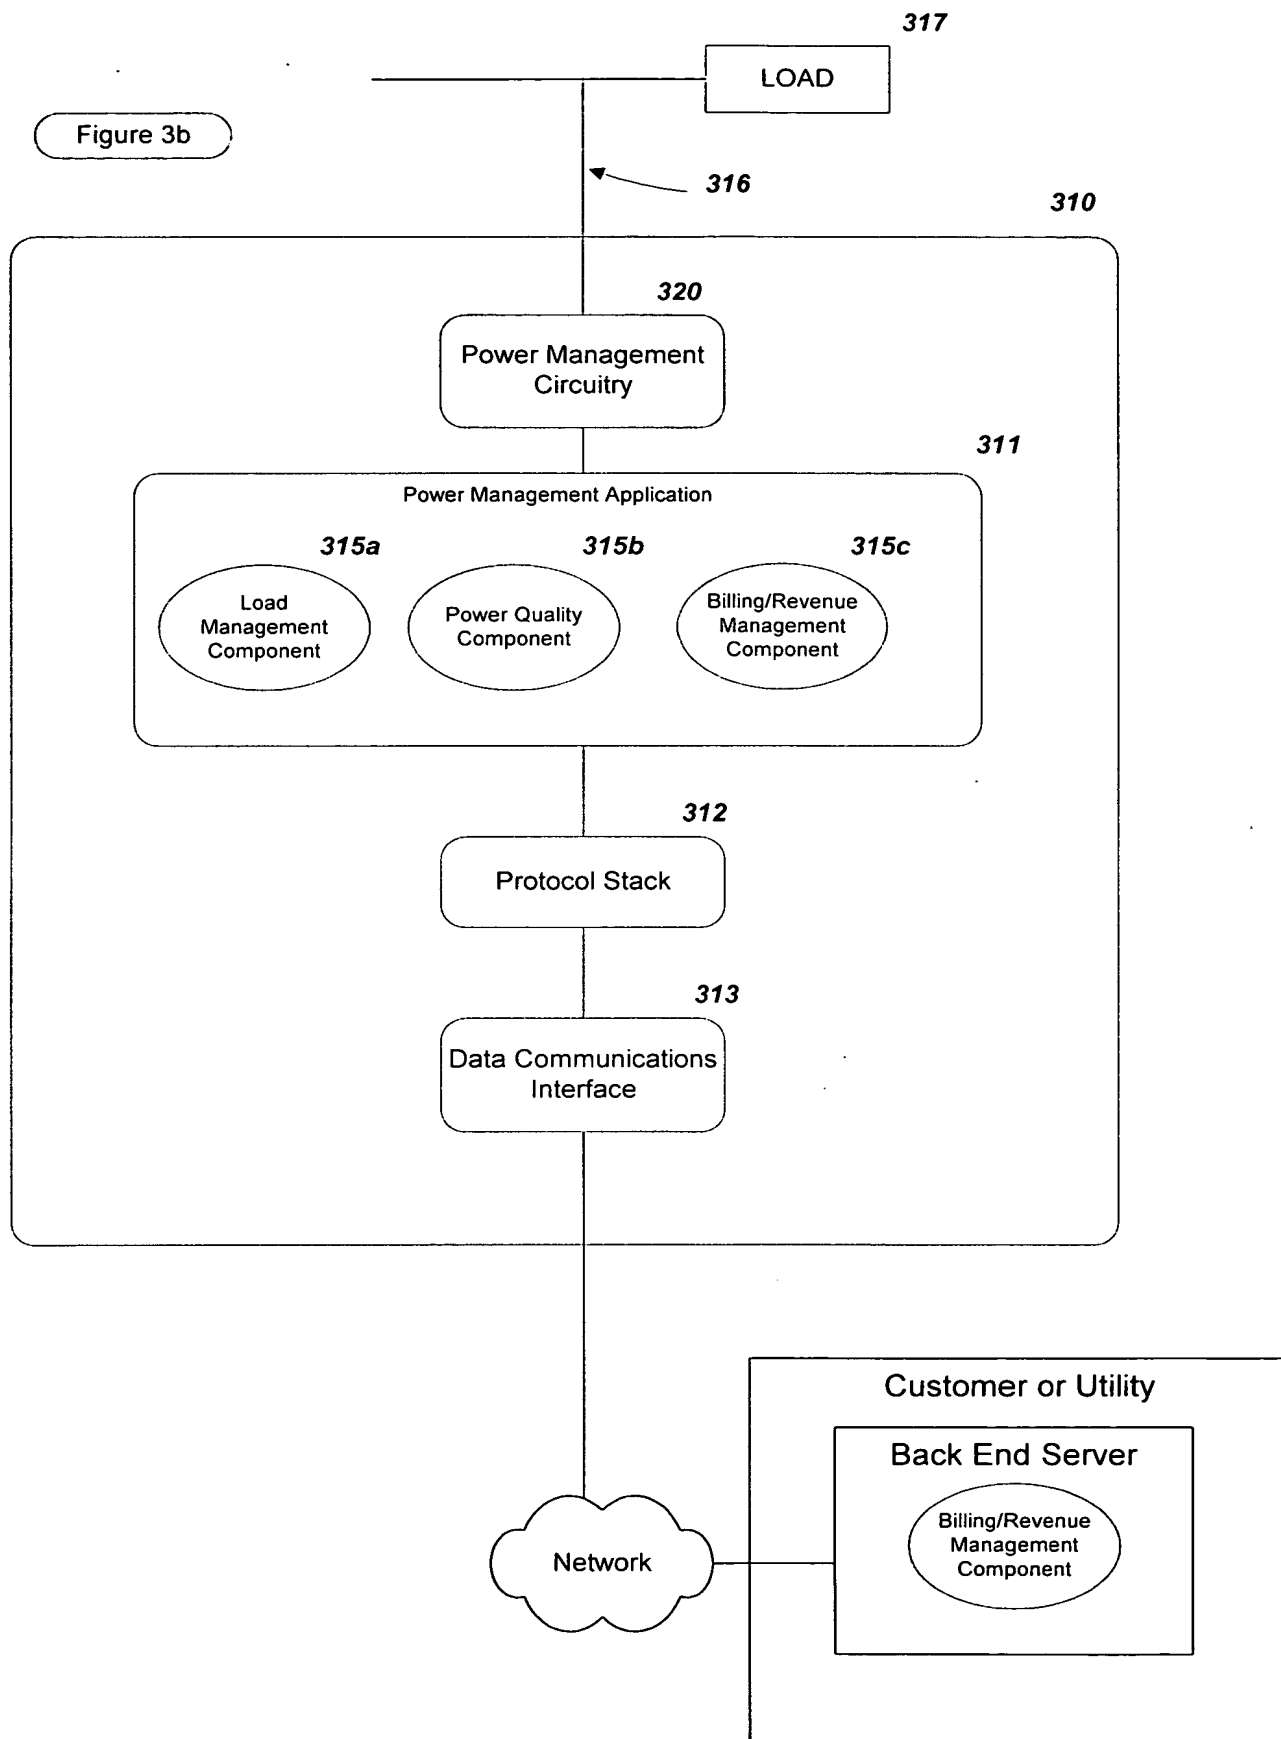 317
LOAD
Figure 3b
316
310
320
Power Management
Circuitry
311
Power Management Application
315a
315b
315c
Load
Management
Component
Power Quality
Component
Billing/Revenue
Management
Component
312
Protocol Stack
313
Data Communications
Interface
Customer or Utility
Back End Server
Billing/Revenue
Management
Component
Network